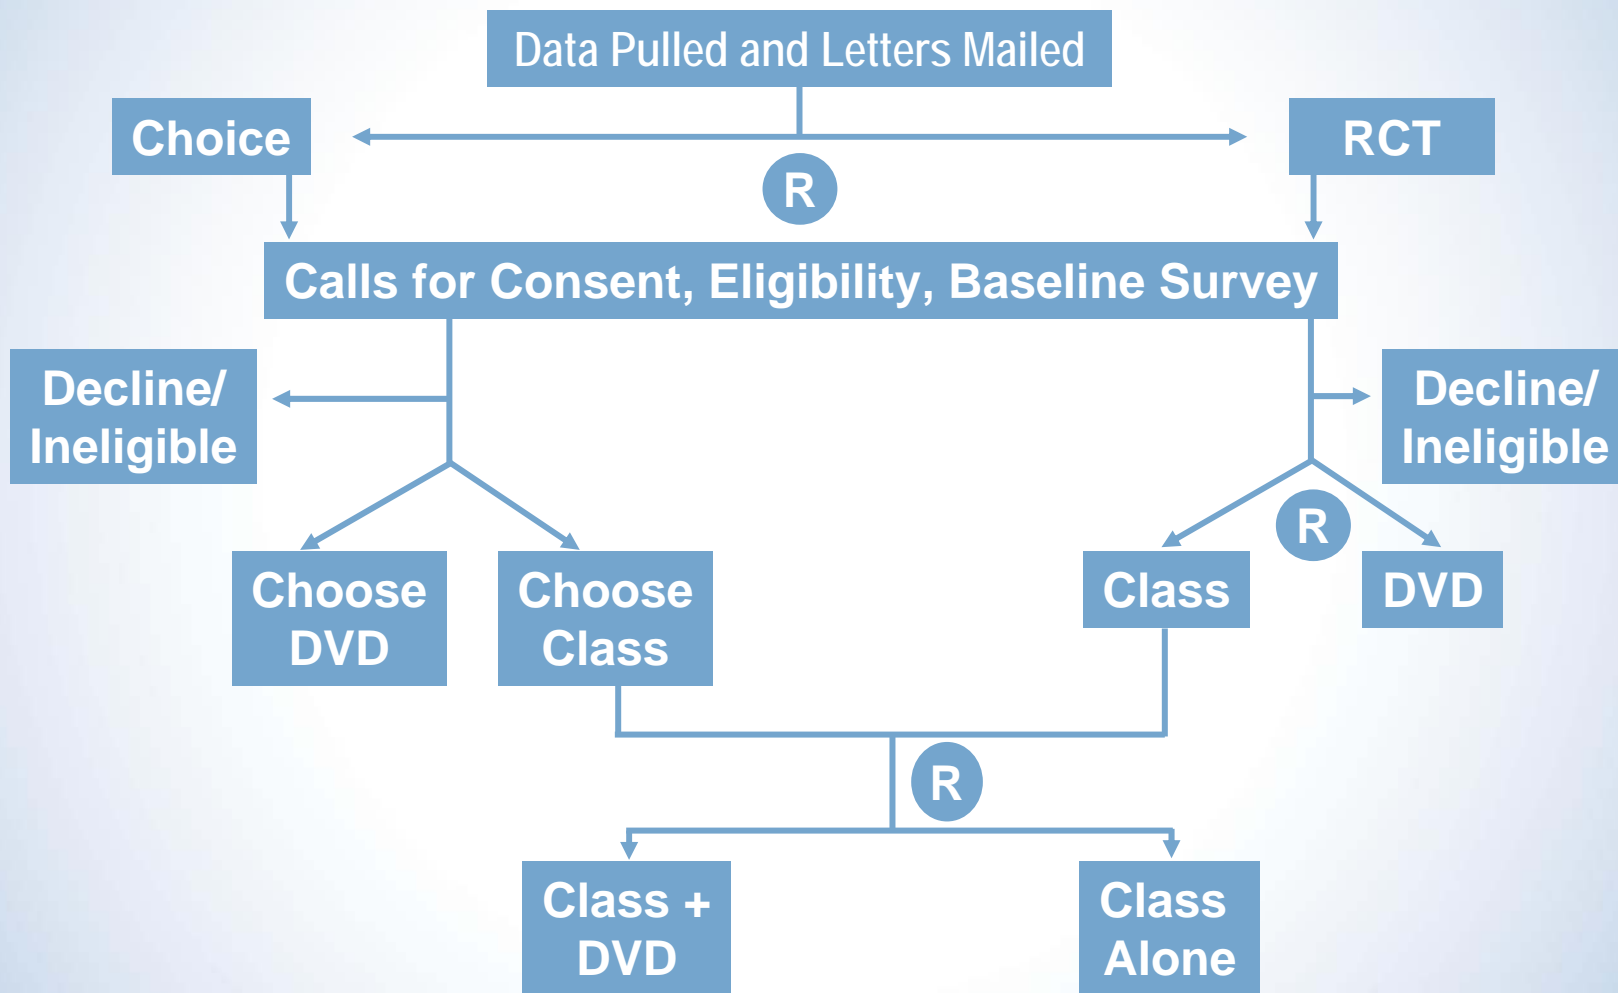 Data Pulled and Letters Mailed
Choice
RCT
R
Calls for Consent, Eligibility, Baseline Survey
Decline/
Ineligible
Decline/
Ineligible
R
Choose
DVD
Choose
Class
Class
DVD
R
Class +
DVD
Class
Alone